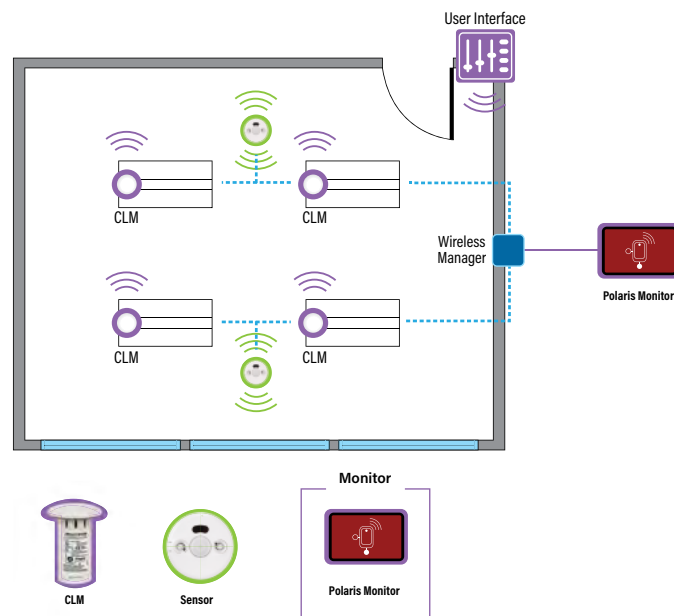 User Interface
CLM
CLM
Wireless
Manager
Polaris Monitor
CLM
CLM
Monitor
CLM
Sensor
Polaris Monitor